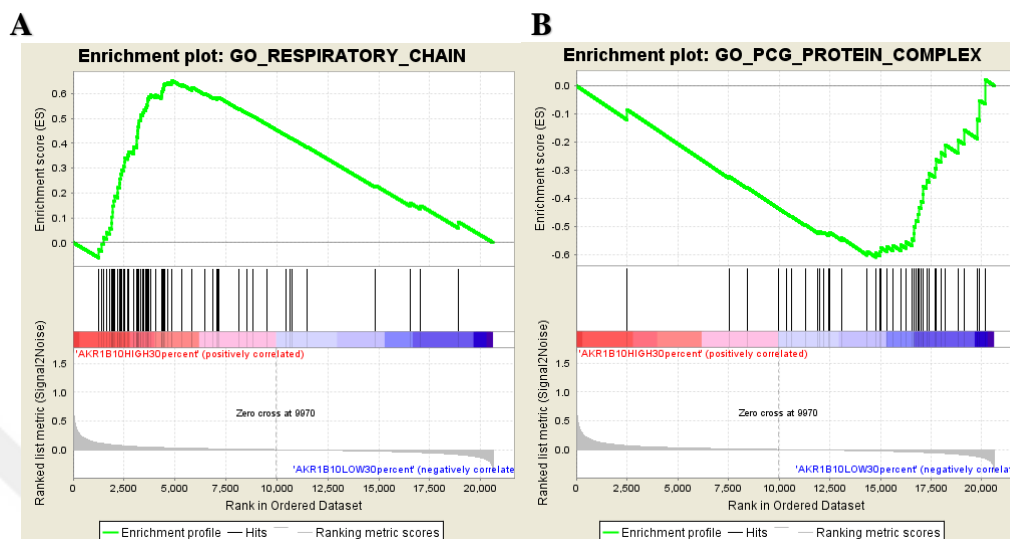 A
Enrichment plot: GO_RESPIRATORY_CHAIN
Enrichment score (ES)
0.6
0.5
0.4
0.3
0.2
0.1
0.0
'AKR1B10HIGH30percent' (positively correlated)
Ranked list metric (Signal2Noise)
1.5
1.0
0.5
0.0
Zero cross at 9970
'AKR1B10LOW30percent' (negatively correlate
0 2,500 5,000 7,500 10,000 12,500 15,000 17,500 20,000
Rank in Ordered Dataset
Enrichment profile Hits Ranking metric scores
B
Enrichment plot: GO_PCG_PROTEIN_COMPLEX
Enrichment score (ES)
0.0
-0.1
-0.2
-0.3
-0.4
-0.5
-0.6
'AKR1B10HIGH30percent' (positively correlated)
Ranked list metric (Signal2Noise)
1.5
1.0
0.5
0.0
Zero cross at 9970
'AKR1B10LOW30percent' (negatively correla
0 2,500 5,000 7,500 10,000 12,500 15,000 17,500 20,000
Rank in Ordered Dataset
Enrichment profile Hits Ranking metric scores